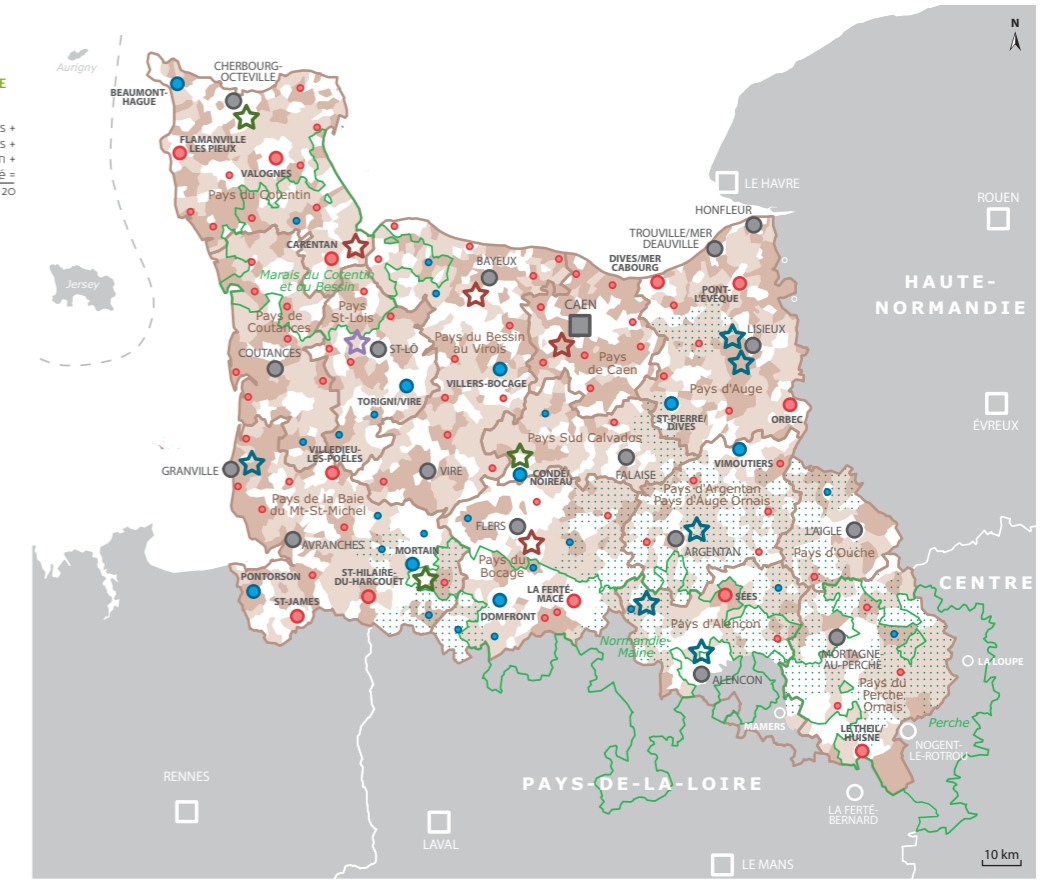 N
Aurigny
CHERBOURG-
OCTEVILLE
E
BEAUMONT-
HAGUE
s +
s +
n +
é =
20
FLAMANVILLE
LES PIEUX
VALOGNES
Pays du Cotentin
LE HAVRE
ROUEN
HONFLEUR
TROUVILLE/MER
DEAUVILLE
CARENTAN
DIVES/MER
CABOURG
BAYEUX
Marais du Cotentin
et du Bessin
Jersey
PONT-
L'ÉVÊQUE
HAUTE-
NORMANDIE
CAEN
Pays
St-Lois
Pays de
Coutances
LISIEUX
Pays du Bessin
au Virois
ST-LÔ
COUTANCES
Pays
de Caen
VILLERS-BOCAGE
Pays d'Auge
TORIGNI/VIRE
ST-PIERRE/
DIVES
ORBEC
ÉVREUX
Pays Sud Calvados
VILLEDIEU-
LES-POÊLES
GRANVILLE
VIRE
CONDÉ/
NOIREAU
FALAISE
VIMOUTIERS
Pays d'Argentan
Pays d'Auge Ornais
Pays de la Baie
du Mt-St-Michel
FLERS
L'AIGLE
AVRANCHES
MORTAIN
ARGENTAN
Pays d'Ouche
Pays du
Bocage
PONTORSON
ST-HILAIRE-
DU-HARCOUËT
CENTRE
ST-JAMES
LA FERTÉ-
MACÉ
SÉES
DOMFRONT
Pays d'Alençon
Normandie-
Maine
MORTAGNE-
AU-PERCHE
LA LOUPE
ALENÇON
Pays du
Perche
Ornais
MAMERS
Perche
LE THEIL/
HUISNE
NOGENT-
LE-ROTROU
RENNES
PAYS-DE-LA-LOIRE
LA FERTÉ-
BERNARD
LAVAL
LE MANS
10 km